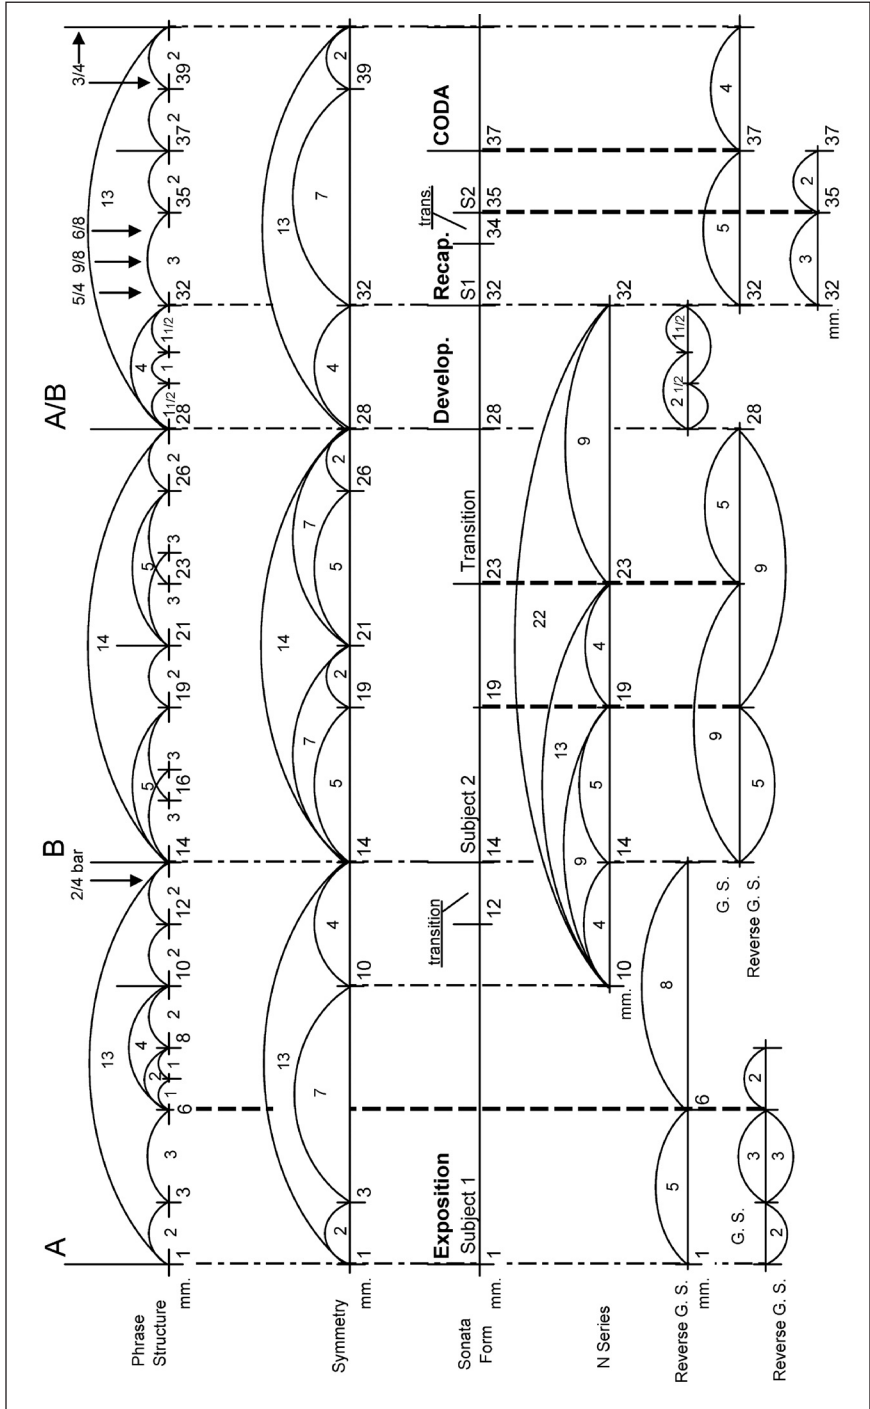 A B A/B
2/4 bar 5/4 9/8 6/8 3/4
13 14 13
4 5 5 4
2 3 1 2 1 2 2 2 3 3 2 3 3 2 1 1/2 1 1 1/2 3 2 2 2
Phrase
Structure
mm. 1 3 6 8 10 12 14 16 19 21 23 26 28 32 35 37 39
13 14 13
7 7 7
2 4 5 2 5 2 4 7 2
Symmetry
mm. 1 3 10 14 19 21 26 28 32 39
transition trans.
Exposition Develop. Recap. CODA
Subject 1 Subject 2 Transition S1 S2
Sonata
Form
mm. 1 12 14 19 23 28 32 34 35 37
22
13
9 9
4 5 4
N Series
mm. 10 14 19 23 32
5 8 2 1/2 1 1/2
Reverse G. S.
mm. 1 6
G. S. 9 5 5 4
Reverse G. S. 5 9 28 32 37
G. S. 3 2 3 2
Reverse G. S. 2 3
mm. 32 35 37